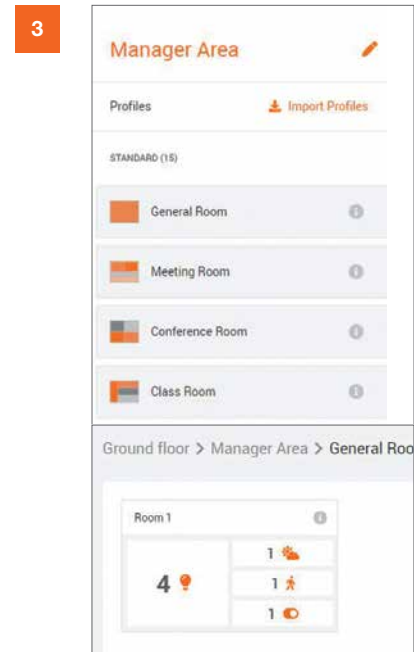 3
Manager Area
Profiles
Import Profiles
STANDARD (15)
General Room
Meeting Room
Conference Room
Class Room
Ground floor > Manager Area > General Roo
Room 1
4
1
1
1